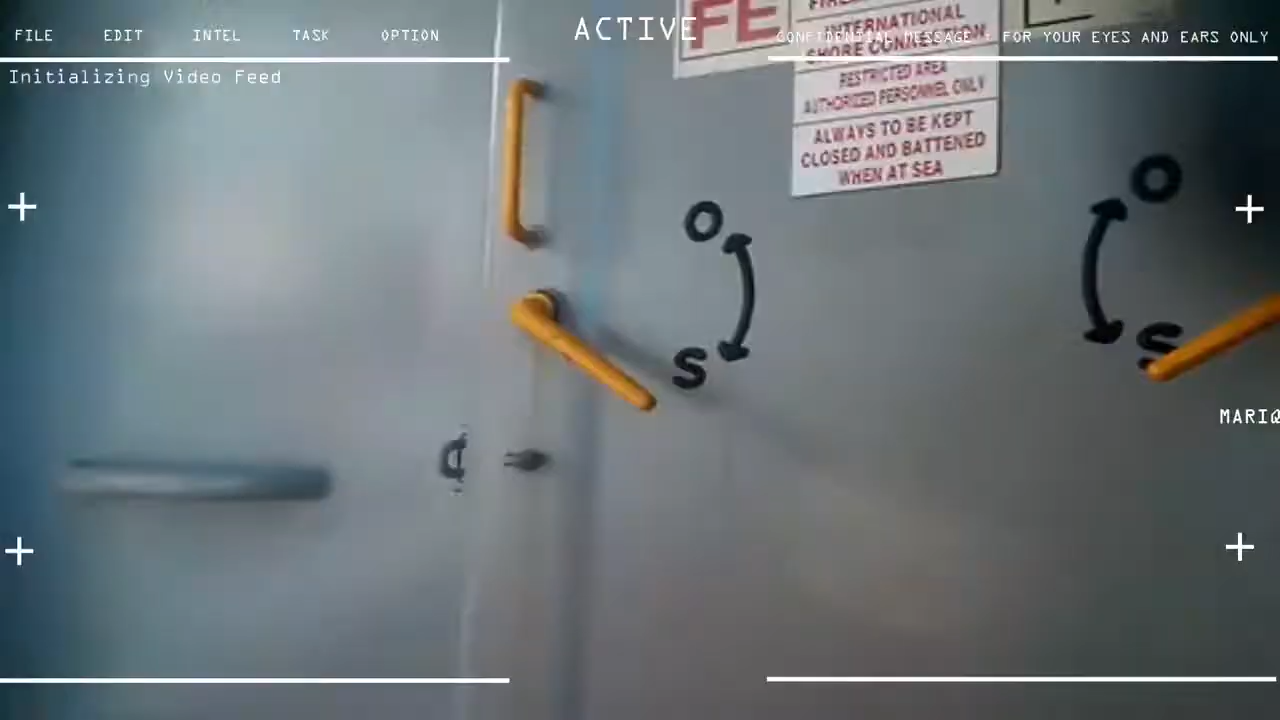 FILE EDIT INTEL TASK OPTION
ACTIVE
CONFIDENTIAL MESSAGE : FOR YOUR EYES AND EARS ONLY
Initializing Video Feed
FE
INTERNATIONAL
SHORE CONNECTION
RESTRICTED AREA
AUTHORIZED PERSONNEL ONLY
ALWAYS TO BE KEPT
CLOSED AND BATTENED
WHEN AT SEA
O
S
O
S